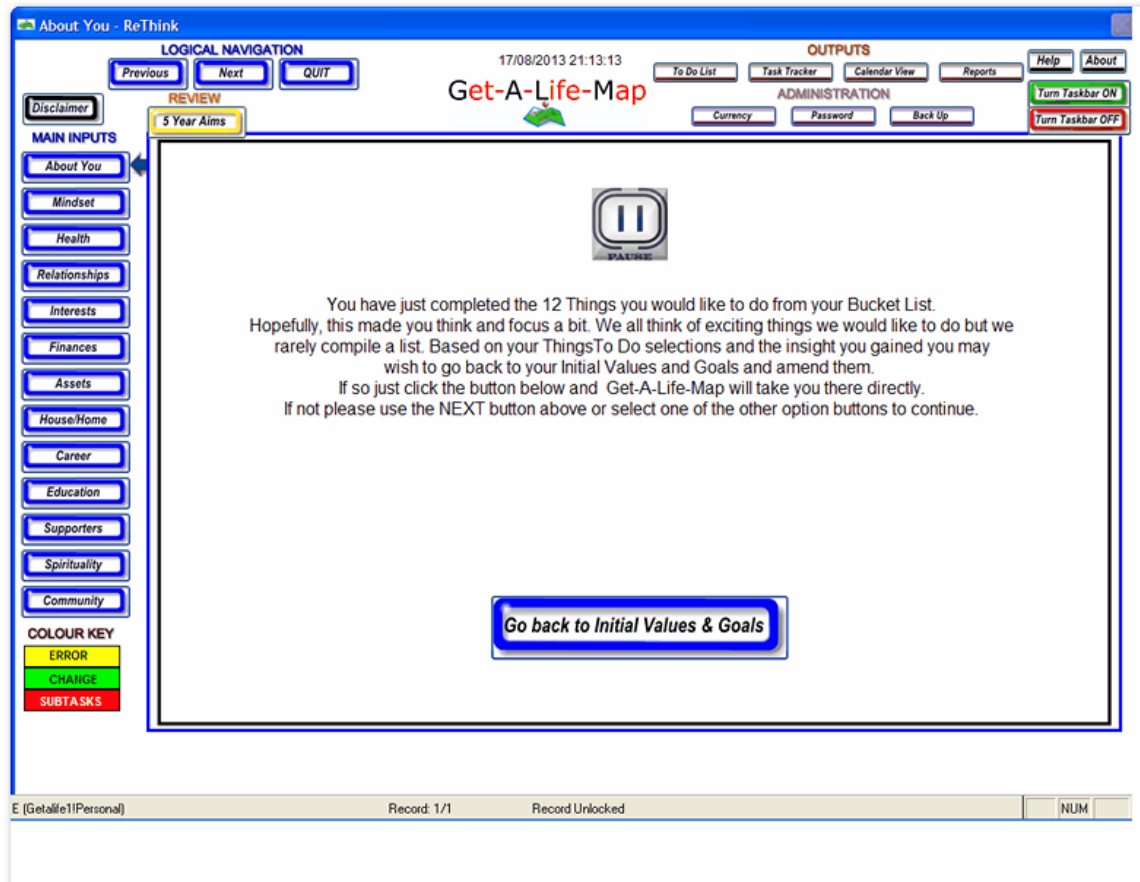 About You - ReThink
LOGICAL NAVIGATION
Previous
Next
QUIT
17/08/2013 21:13:13
Get-A-Life-Map
OUTPUTS
To Do List
Task Tracker
Calendar View
Reports
ADMINISTRATION
Currency
Password
Back Up
Help
About
Turn Taskbar ON
Turn Taskbar OFF
Disclaimer
REVIEW
5 Year Aims
MAIN INPUTS
About You
Mindset
Health
Relationships
Interests
Finances
Assets
House/Home
Career
Education
Supporters
Spirituality
Community
COLOUR KEY
ERROR
CHANGE
SUBTASKS
PAUSE
You have just completed the 12 Things you would like to do from your Bucket List.
Hopefully, this made you think and focus a bit. We all think of exciting things we would like to do but we
rarely compile a list. Based on your ThingsTo Do selections and the insight you gained you may
wish to go back to your Initial Values and Goals and amend them.
If so just click the button below and Get-A-Life-Map will take you there directly.
If not please use the NEXT button above or select one of the other option buttons to continue.
Go back to Initial Values & Goals
E (Getalife1!Personal)
Record: 1/1
Record Unlocked
NUM